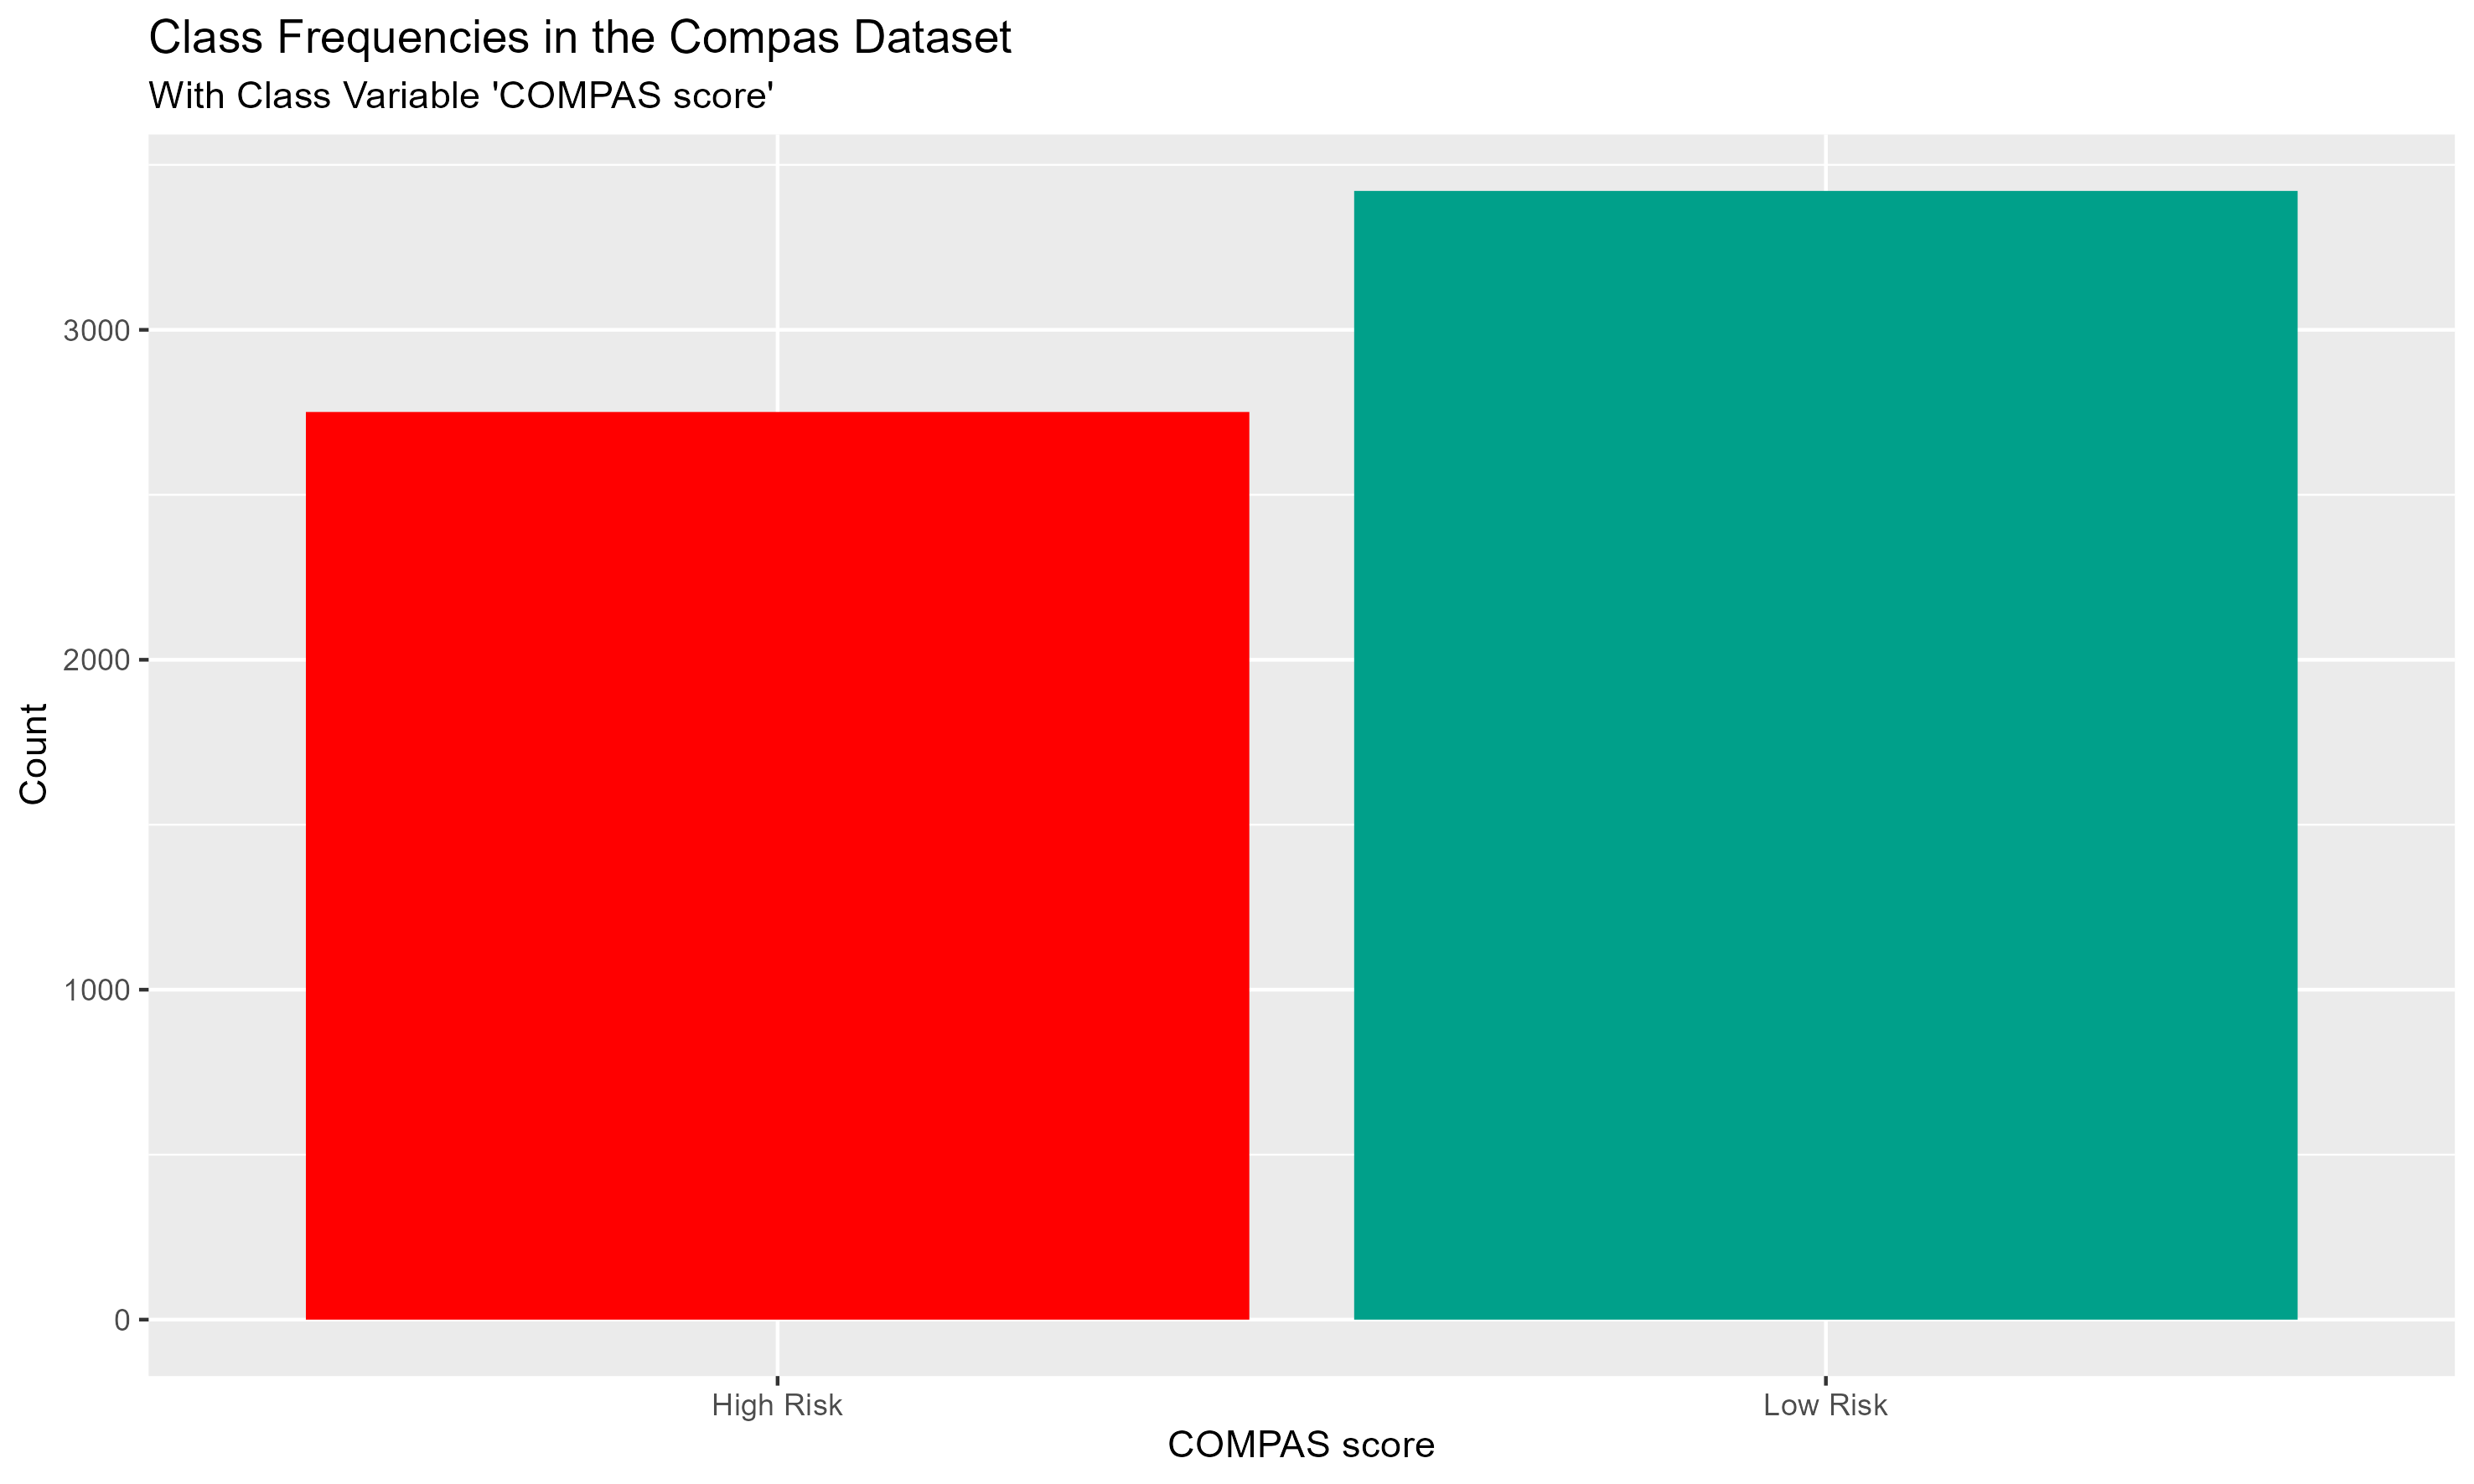 Class Frequencies in the Compas Dataset
With Class Variable 'COMPAS score'
Count
3000
2000
1000
0
High Risk
Low Risk
COMPAS score